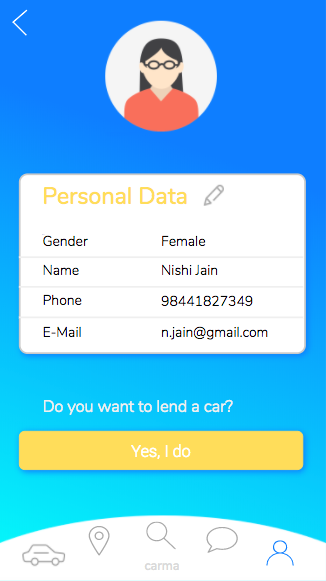 Personal Data
Gender Female
Name Nishi Jain
Phone 98441827349
E-Mail n.jain@gmail.com
Do you want to lend a car?
Yes, I do
carma